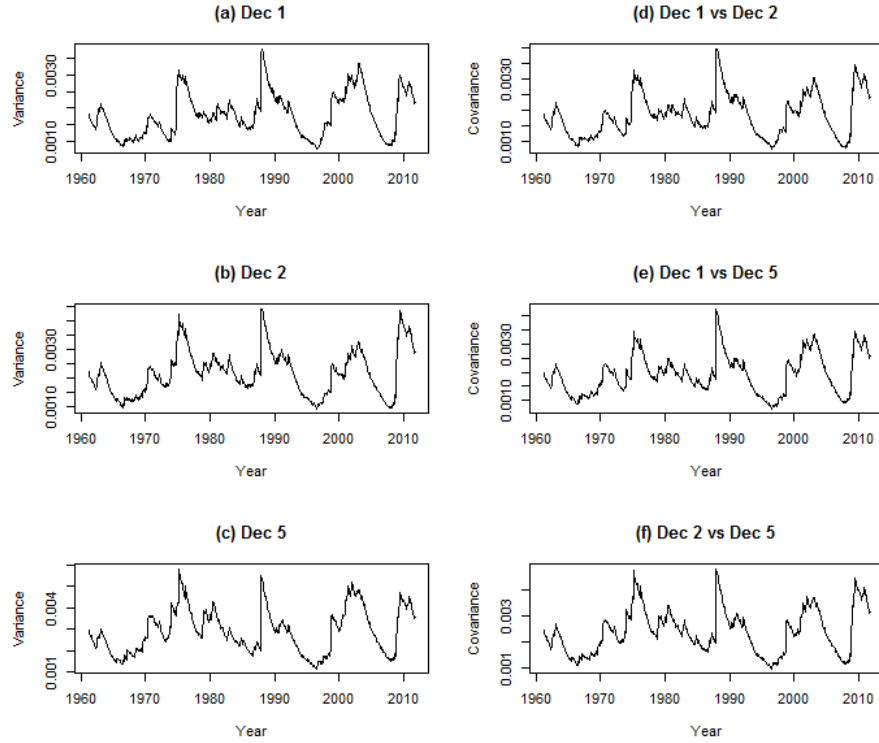 (a) Dec 1
Variance
0.0010 0.0030
1960 1970 1980 1990 2000 2010
Year
(d) Dec 1 vs Dec 2
Covariance
0.0010 0.0030
1960 1970 1980 1990 2000 2010
Year
(b) Dec 2
Variance
0.0010 0.0030
1960 1970 1980 1990 2000 2010
Year
(e) Dec 1 vs Dec 5
Covariance
0.0010 0.0030
1960 1970 1980 1990 2000 2010
Year
(c) Dec 5
Variance
0.001 0.004
1960 1970 1980 1990 2000 2010
Year
(f) Dec 2 vs Dec 5
Covariance
0.001 0.003
1960 1970 1980 1990 2000 2010
Year